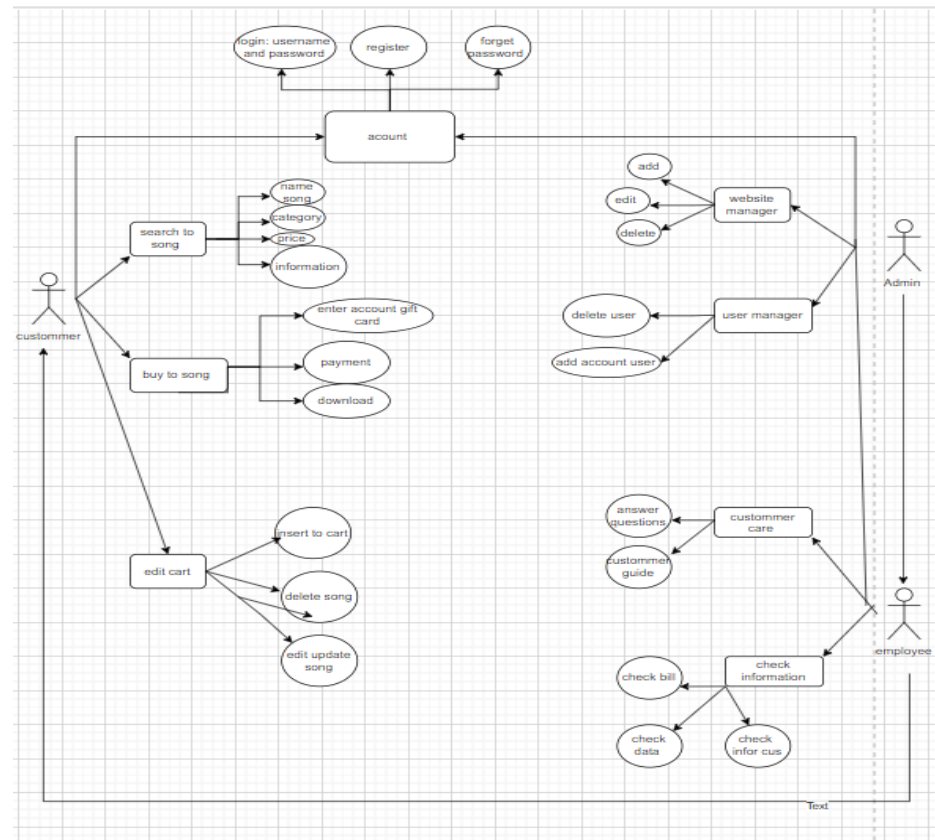 login: username
and password
register
forget
password
acount
name
song
category
price
information
search to
song
add
edit
delete
website
manager
Admin
custommer
enter account gift
card
payment
download
buy to song
delete user
add account user
user manager
answer
questions
custommer
guide
custommer
care
insert to cart
delete song
edit update
song
edit cart
employee
check
information
check bill
check
data
check
infor cus
Text